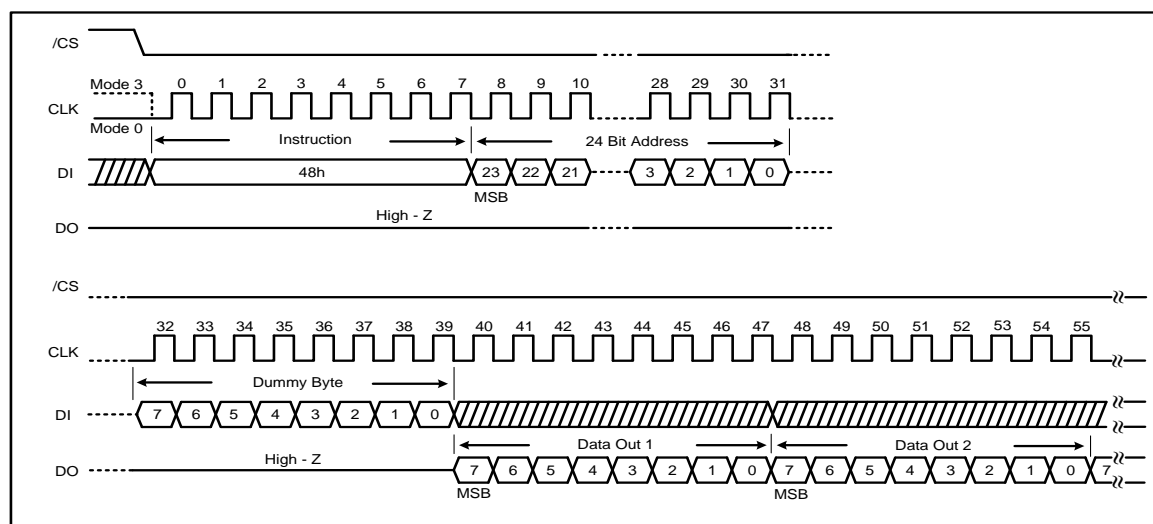 /CS
Mode 3 0 1 2 3 4 5 6 7 8 9 10 28 29 30 31
CLK
Mode 0
Instruction 24 Bit Address
DI 48h 23 22 21 3 2 1 0
MSB
High - Z
DO
/CS
32 33 34 35 36 37 38 39 40 41 42 43 44 45 46 47 48 49 50 51 52 53 54 55
CLK
Dummy Byte
DI 7 6 5 4 3 2 1 0
Data Out 1 Data Out 2
High - Z
DO 7 6 5 4 3 2 1 0 7 6 5 4 3 2 1 0 7
MSB MSB